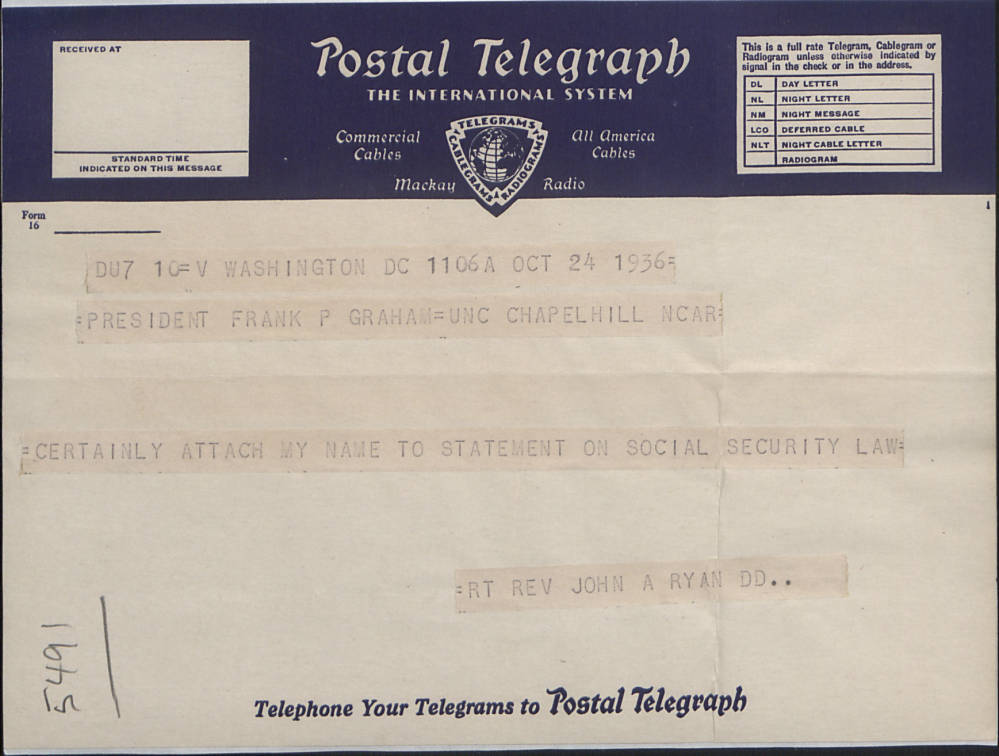 RECEIVED AT
STANDARD TIME
INDICATED ON THIS MESSAGE
Postal Telegraph
THE INTERNATIONAL SYSTEM
Commercial
Cables
All America
Cables
Mackay Radio
TELEGRAMS
CABLEGRAMS
RADIOGRAMS
This is a full rate Telegram, Cablegram or
Radiogram unless otherwise indicated by
signal in the check or in the address.
DL DAY LETTER
NL NIGHT LETTER
NM NIGHT MESSAGE
LCO DEFERRED CABLE
NLT NIGHT CABLE LETTER
RADIOGRAM
Form
16
1
DU7 10=V WASHINGTON DC 1106A OCT 24 1936=
=PRESIDENT FRANK P GRAHAM=UNC CHAPELHILL NCAR=
=CERTAINLY ATTACH MY NAME TO STATEMENT ON SOCIAL SECURITY LAW=
=RT REV JOHN A RYAN DD..
5491
Telephone Your Telegrams to Postal Telegraph